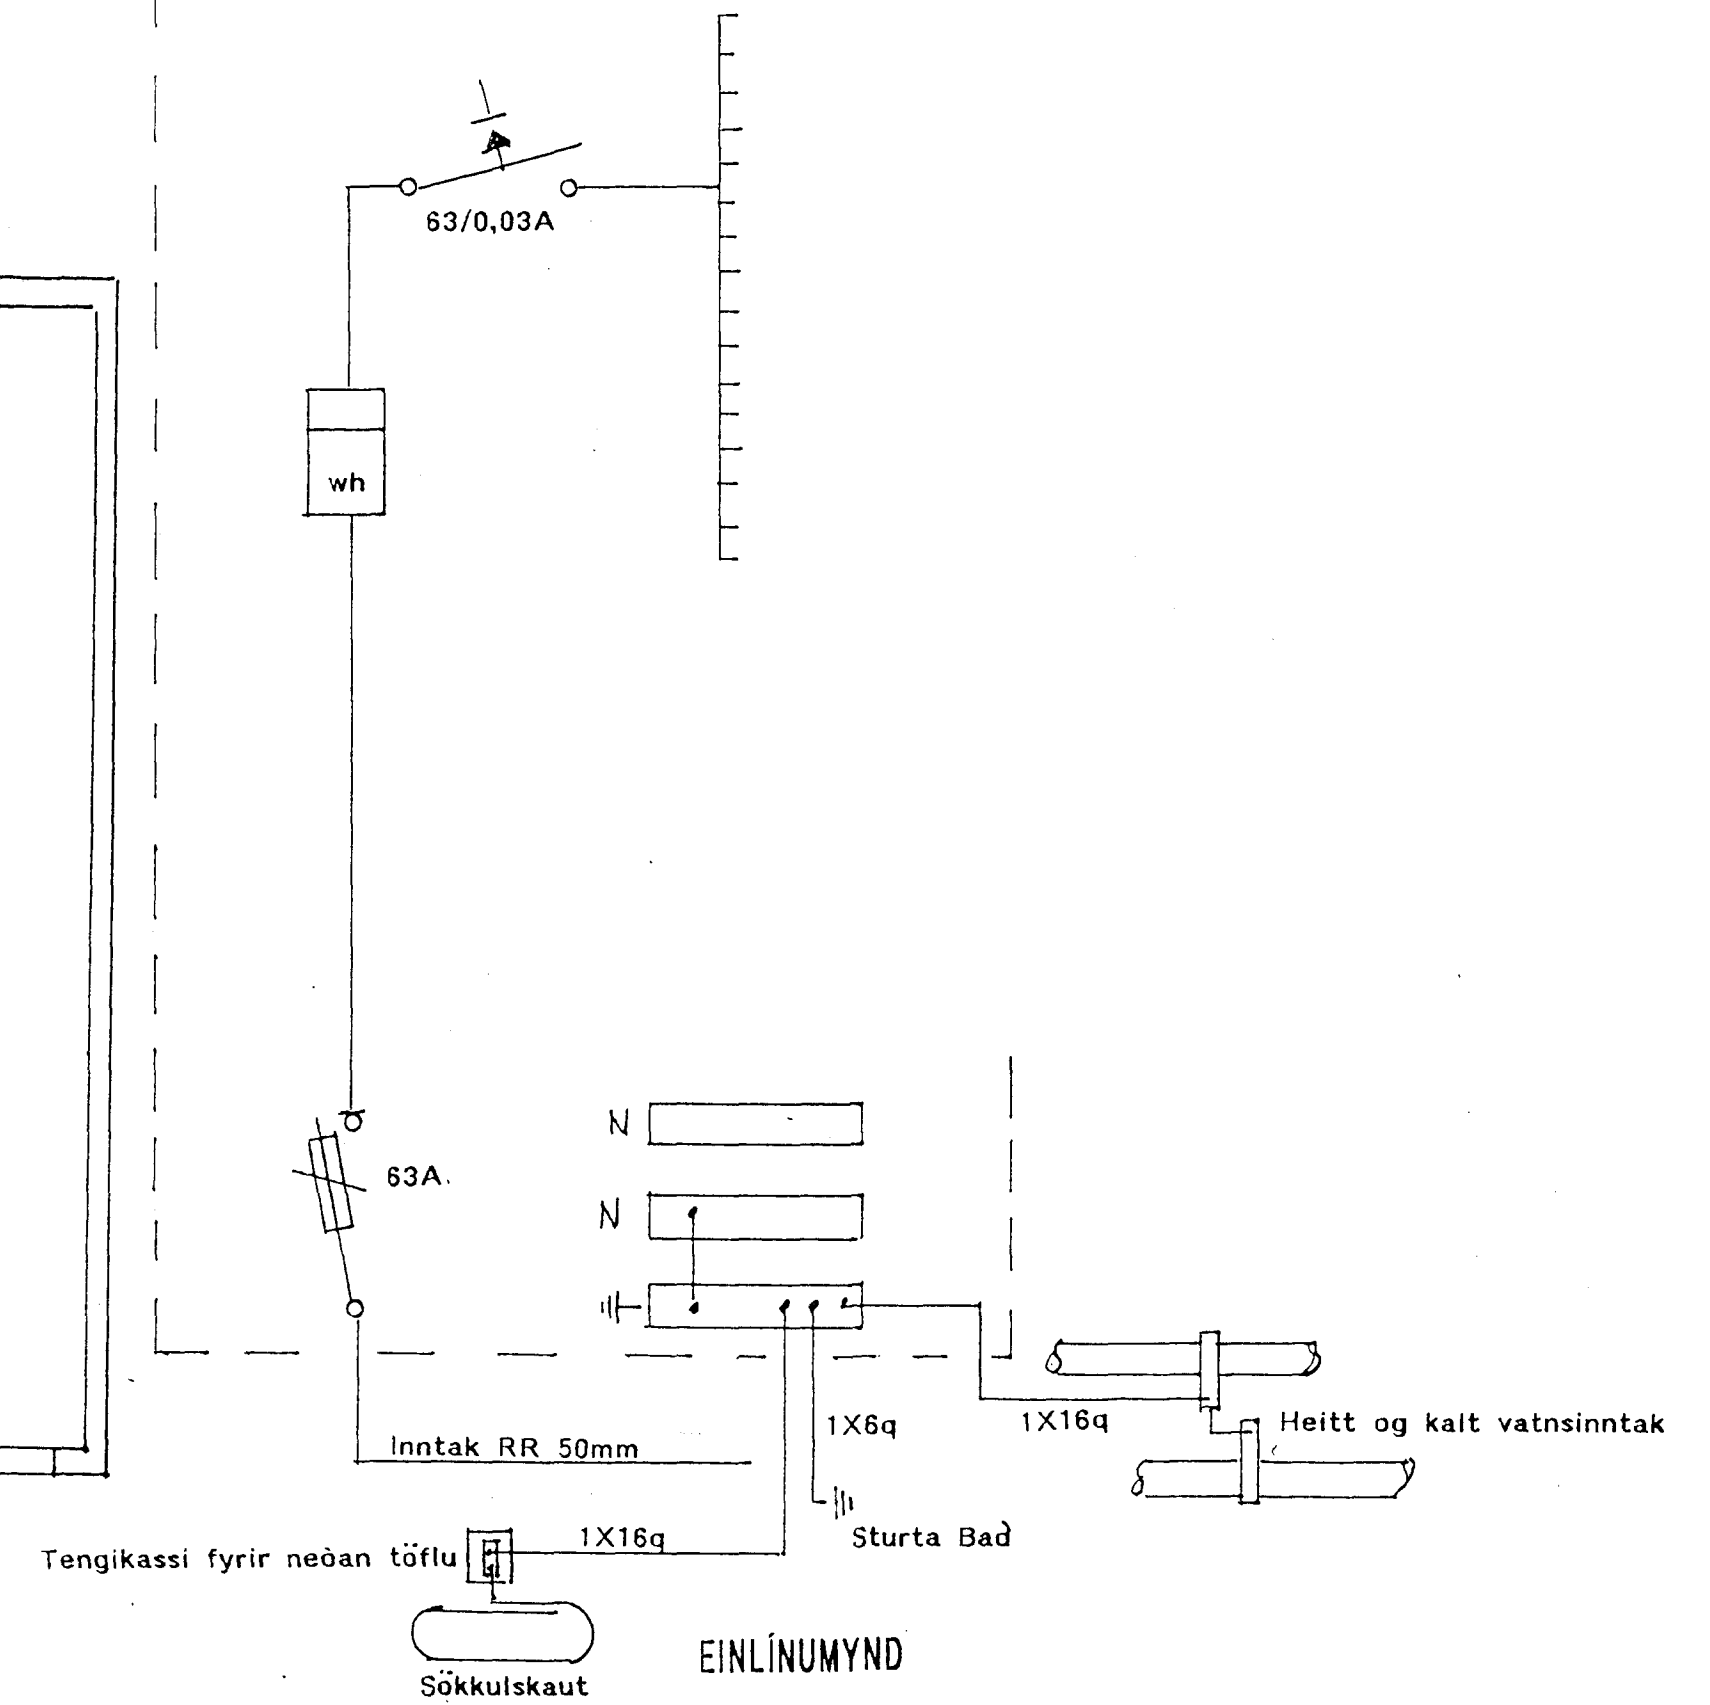 63/0,03A
wh
N
63A.
N
1X6q
1X16q
Heitt og kalt vatnsinntak
Inntak RR 50mm
Sturta Bad
1X16q
Tengikassi fyrir neðan töflu
EINLÍNUMYND
Sökkulskaut